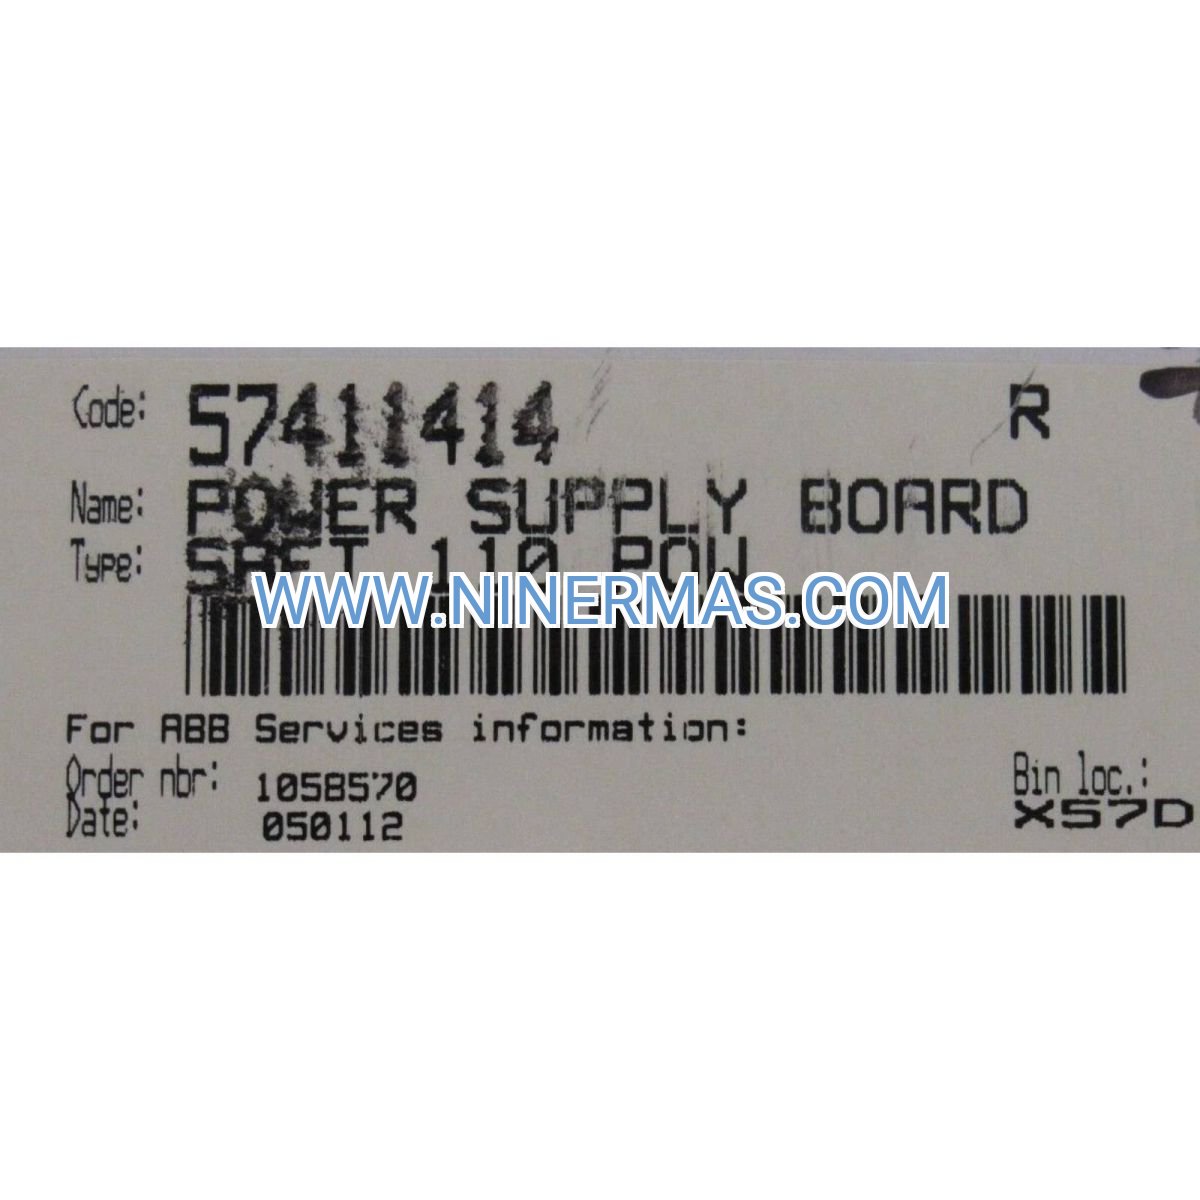 Code: 57411414 R
Name: POWER SUPPLY BOARD
Type: SAFT 110 POW
WWW.NINERMAS.COM
For ABB Services information:
Order nbr: 1058570
Date: 050112
Bin loc.:
X57D